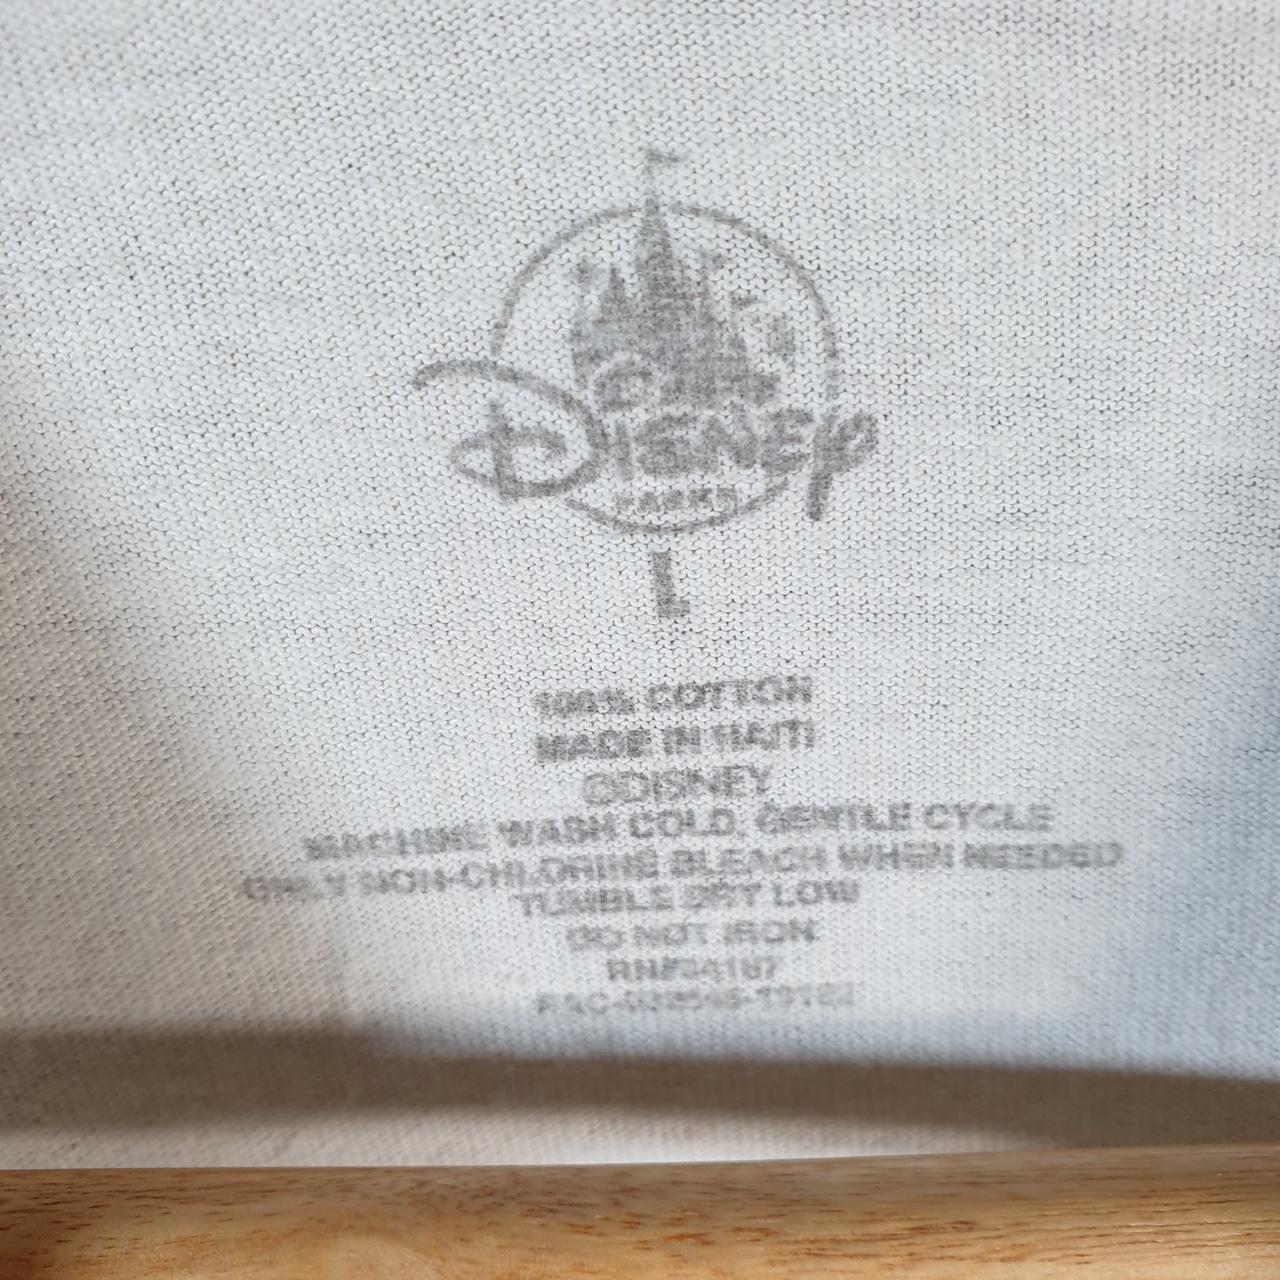 Disney
PARKS
L
100% COTTON
MADE IN HAITI
©DISNEY
MACHINE WASH COLD, GENTLE CYCLE
ONLY NON-CHLORINE BLEACH WHEN NEEDED
TUMBLE DRY LOW
DO NOT IRON